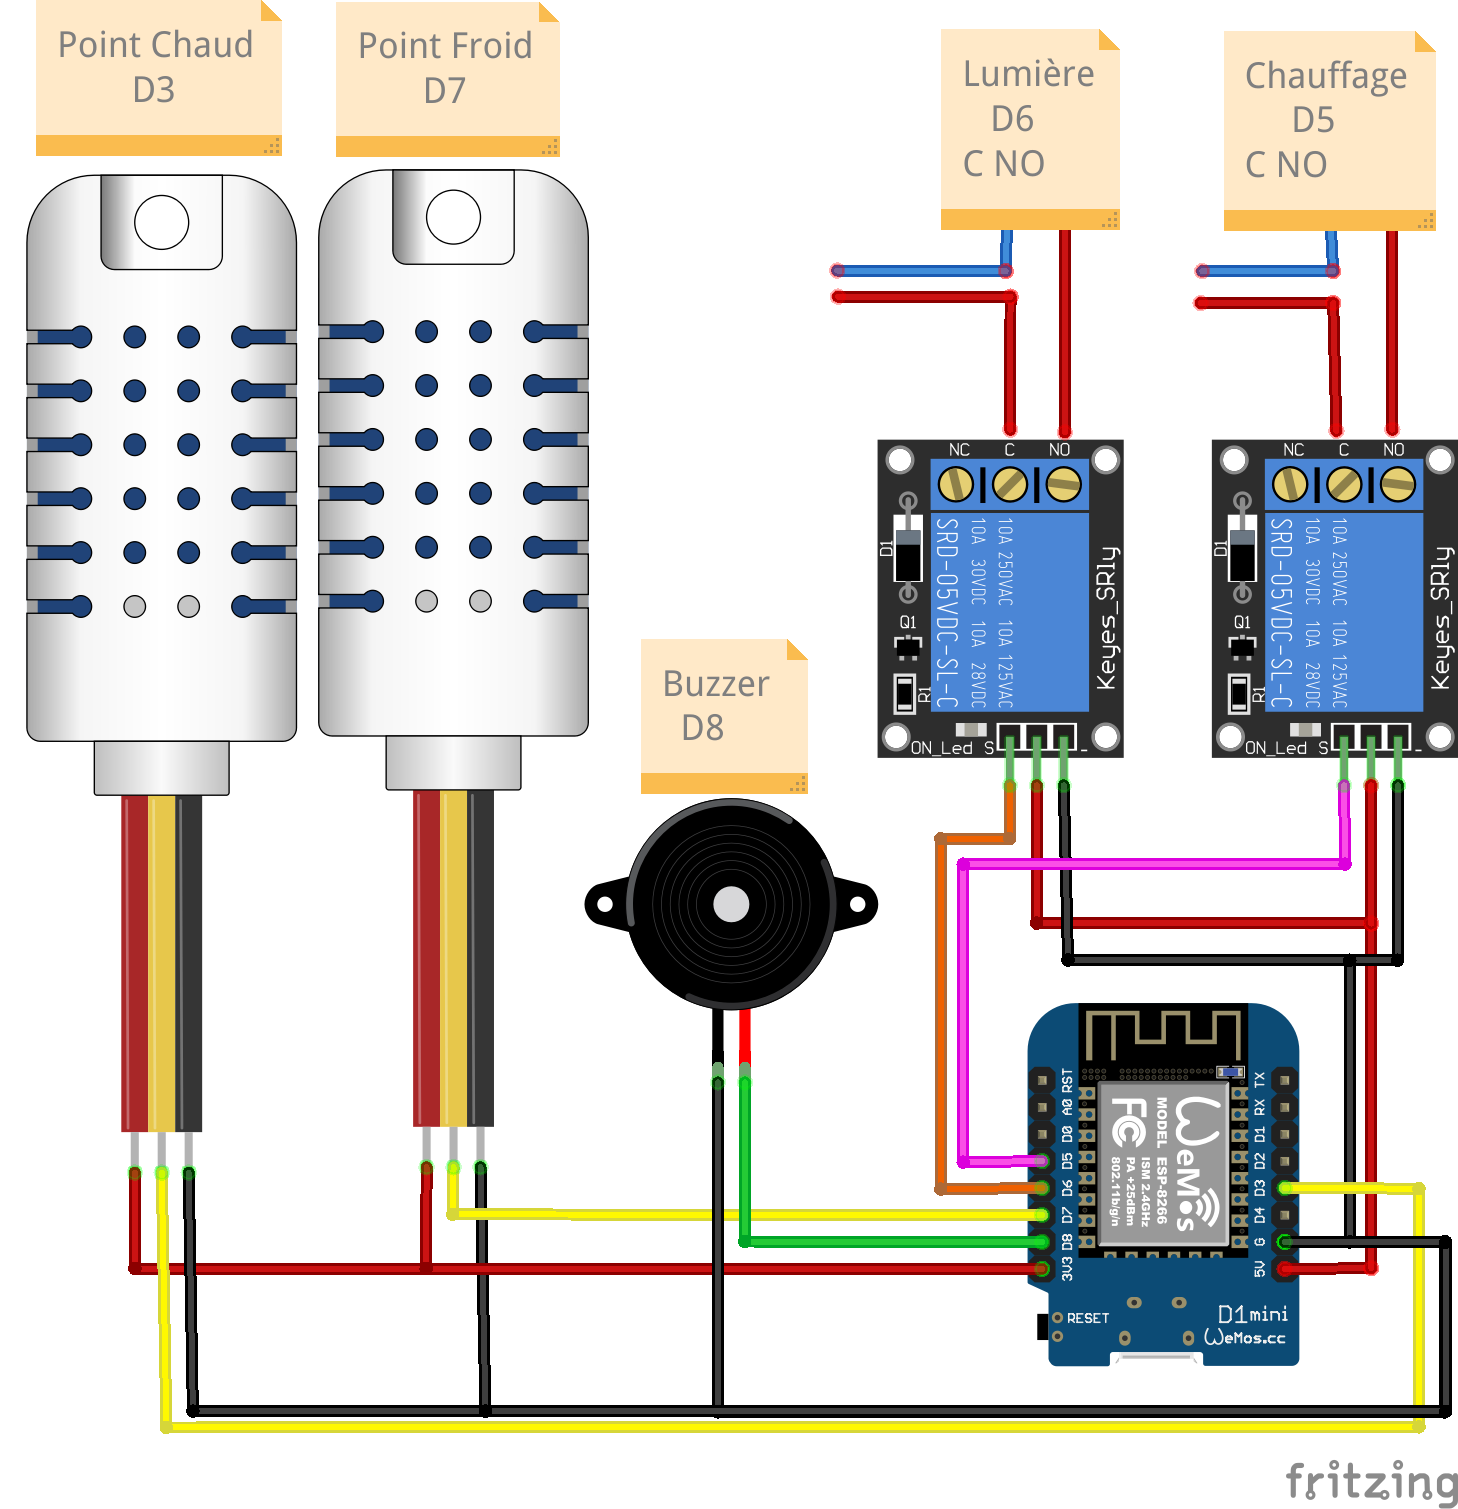 Point Chaud
D3
Point Froid
D7
Lumière
D6
C NO
Chauffage
D5
C NO
NC C NO
D1
SRD-05VDC-SL-C
10A 30VDC 10A 28VDC
10A 250VAC 10A 125VAC
Keyes_SRly
Q1
R1
ON_Led S -
NC C NO
D1
SRD-05VDC-SL-C
10A 30VDC 10A 28VDC
10A 250VAC 10A 125VAC
Keyes_SRly
Q1
R1
ON_Led S -
Buzzer
D8
RST
A0
D0
D5
D6
D7
D8
3V3
TX
RX
D1
D2
D3
D4
G
5V
WeMos
MODEL ESP-8266
ISM 2.4GHz
PA +25dBm
802.11b/g/n
FC
RESET
D1mini
WeMos.cc
fritzing